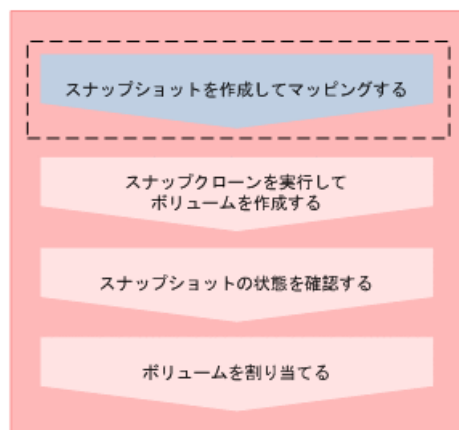 スナップショットを作成してマッピングする
スナップクローンを実行して
ボリュームを作成する
スナップショットの状態を確認する
ボリュームを割り当てる